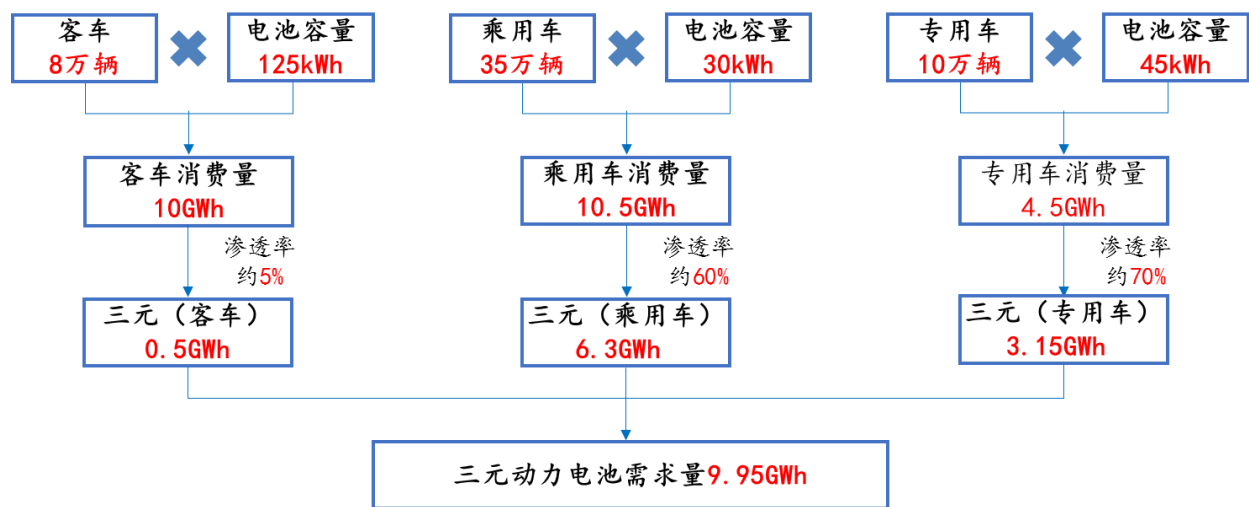 客车
8万辆
电池容量
125kWh
乘用车
35万辆
电池容量
30kWh
专用车
10万辆
电池容量
45kWh
客车消费量
10GWh
乘用车消费量
10.5GWh
专用车消费量
4.5GWh
渗透率
约5%
渗透率
约60%
渗透率
约70%
三元（客车）
0.5GWh
三元（乘用车）
6.3GWh
三元（专用车）
3.15GWh
三元动力电池需求量9.95GWh